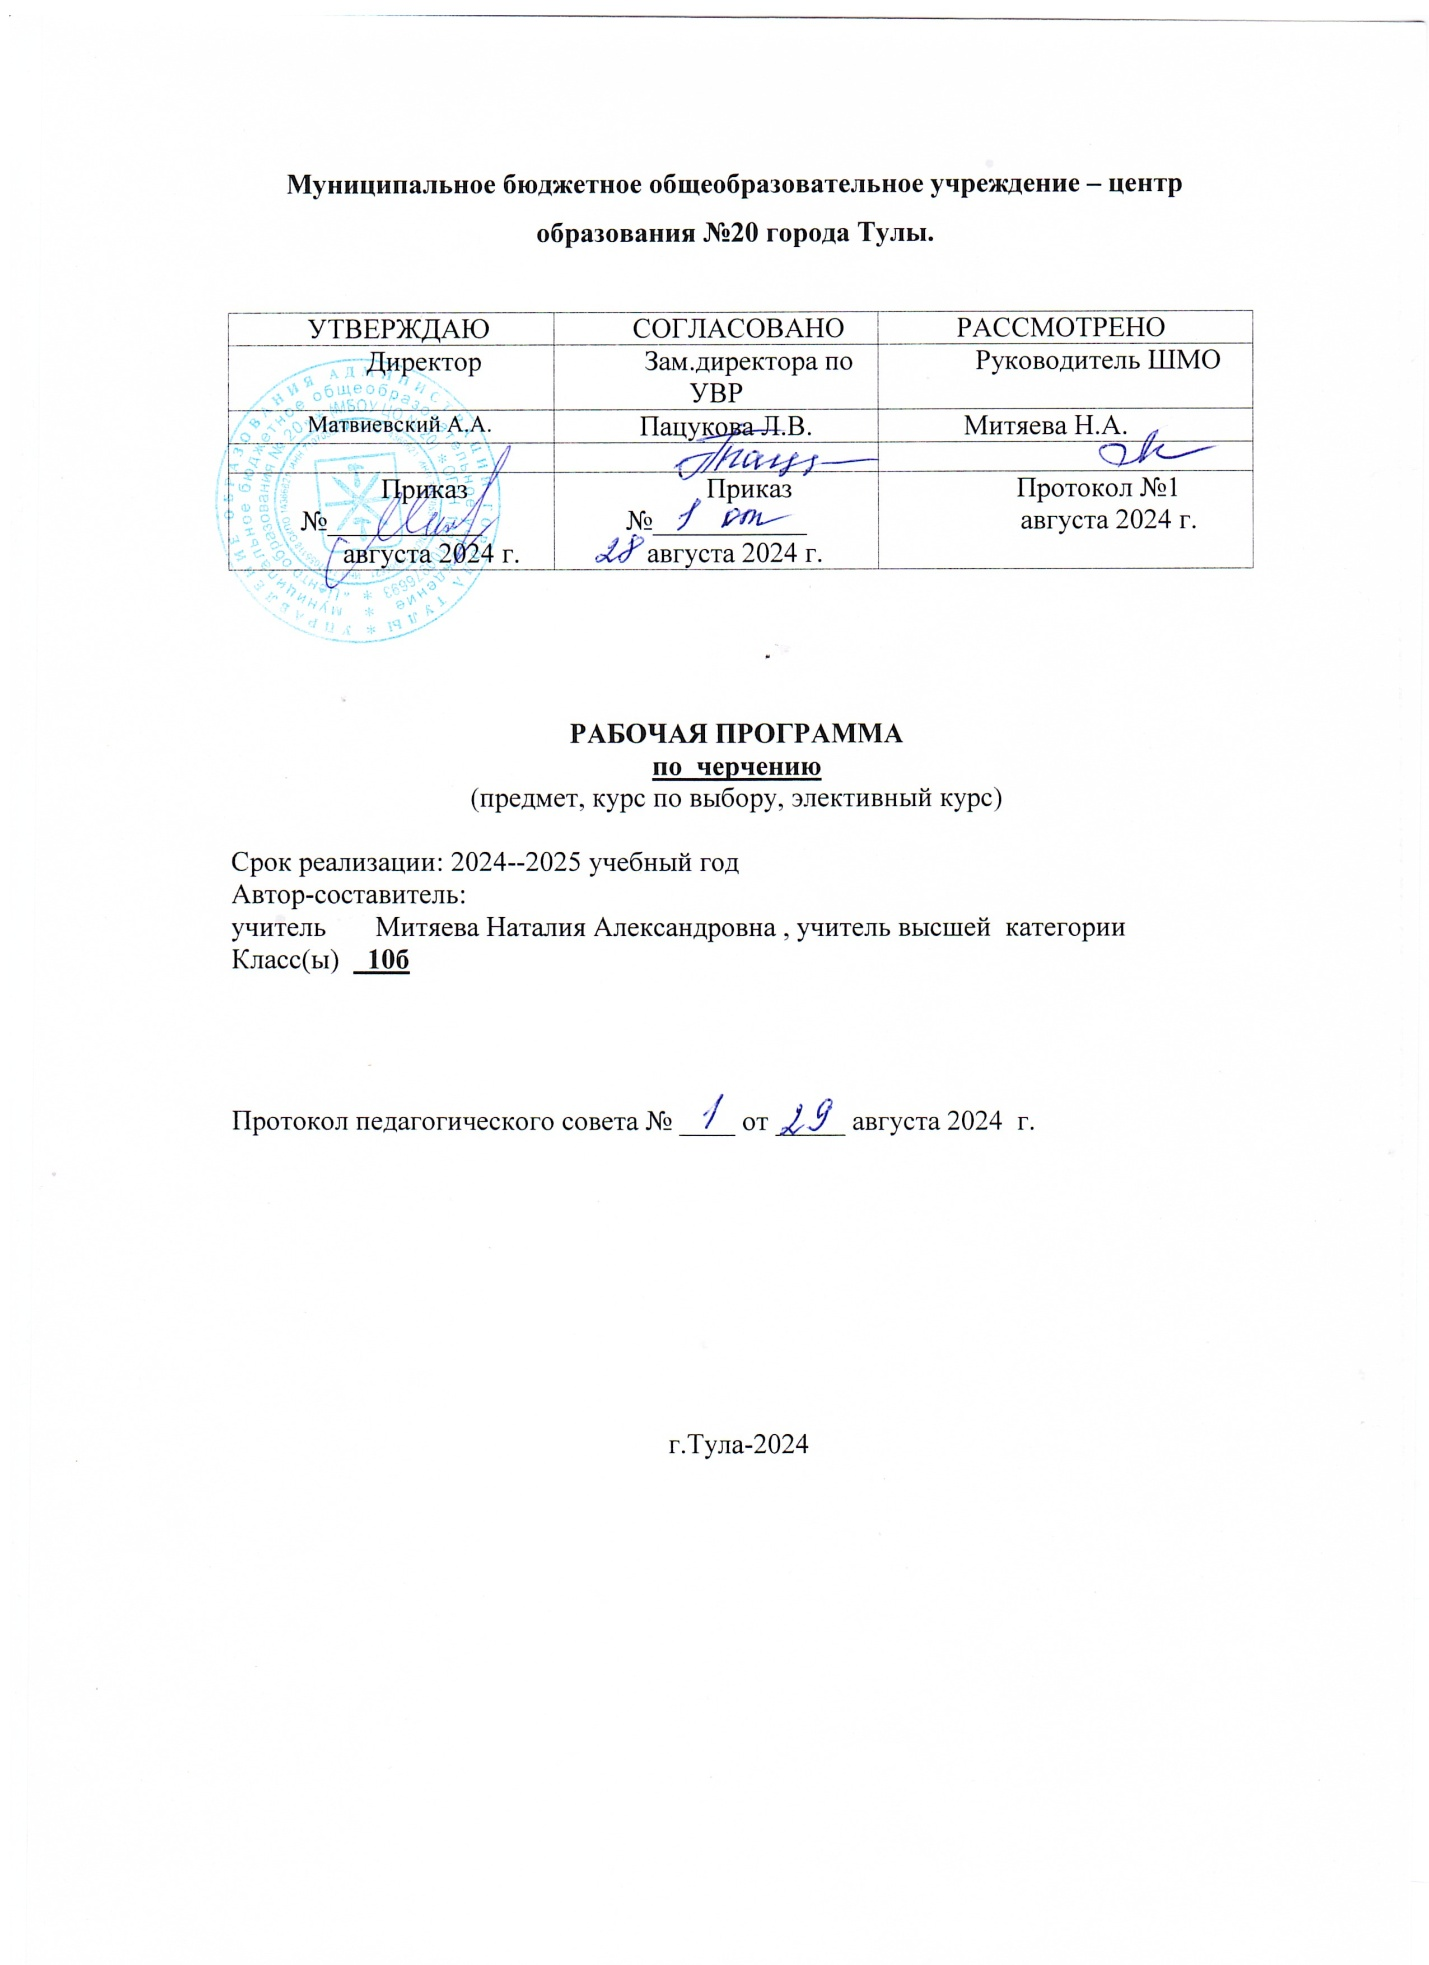 Муниципальное бюджетное общеобразовательное учреждение – центр
образования №20 города Тулы.
УТВЕРЖДАЮ СОГЛАСОВАНО РАССМОТРЕНО
Директор Зам.директора по Руководитель ШМО
УВР
Матвиевский А.А. Пацукова Л.В. Митяева Н.А.
Приказ Приказ Протокол №1
№___________ № 1 от августа 2024 г.
августа 2024 г. 28 августа 2024 г.
РАБОЧАЯ ПРОГРАММА
по черчению
(предмет, курс по выбору, элективный курс)
Срок реализации: 2024--2025 учебный год
Автор-составитель:
учитель Митяева Наталия Александровна , учитель высшей категории
Класс(ы) 10б
Протокол педагогического совета № 1 от 29 августа 2024 г.
г.Тула-2024